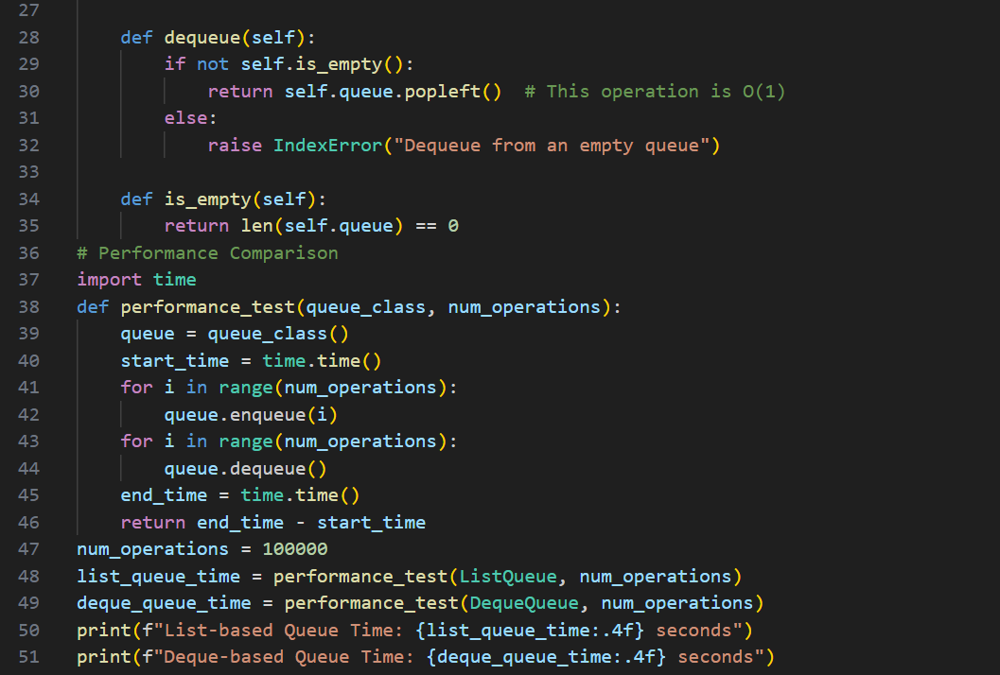 27
28 def dequeue(self):
29 if not self.is_empty():
30 return self.queue.popleft()  # This operation is O(1)
31 else:
32 raise IndexError("Dequeue from an empty queue")
33
34 def is_empty(self):
35 return len(self.queue) == 0
36 # Performance Comparison
37 import time
38 def performance_test(queue_class, num_operations):
39 queue = queue_class()
40 start_time = time.time()
41 for i in range(num_operations):
42 queue.enqueue(i)
43 for i in range(num_operations):
44 queue.dequeue()
45 end_time = time.time()
46 return end_time - start_time
47 num_operations = 100000
48 list_queue_time = performance_test(ListQueue, num_operations)
49 deque_queue_time = performance_test(DequeQueue, num_operations)
50 print(f"List-based Queue Time: {list_queue_time:.4f} seconds")
51 print(f"Deque-based Queue Time: {deque_queue_time:.4f} seconds")